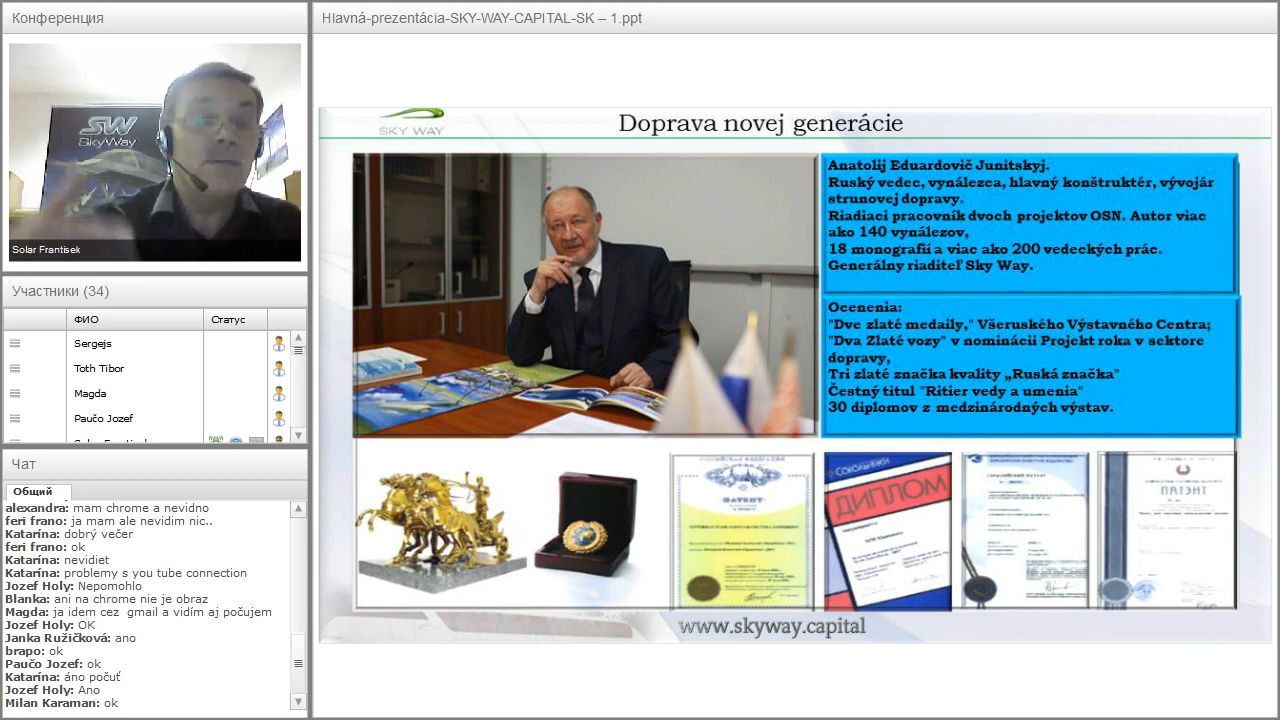 Конференция
SW
SkyWay
Solar Frantisek
Участники (34)
ФИО
Статус
Sergejs
Toth Tibor
Magda
Paučo Jozef
Чат
Общий
alexandra: mam chrome a nevidno
feri frano: ja mam ale nevidim nic..
Katarína: Dobrý večer
feri frano: ok
Katarína: nevidieť
Katarína: problemy s you tube conection
Jozef Holy: Nenomohlo
Blanka: ani na inom nie je obraz
Magda: ja idem cez gmail a vidím aj počujem
Jozef Holy: OK
Janka Ružičková: ano
brapo: ok
Paučo Jozef: ok
Katarína: áno počuť
Jozef Holy: Ano
Milan Karaman: ok
Hlavná-prezentácia-SKY-WAY-CAPITAL-SK – 1.ppt
SKY WAY
Doprava novej generácie
Anatolij Eduardovič Junitskyj.
Ruský vedec, vynálezca, hlavný konštruktér, vývojár
strunovej dopravy.
Riadiaci pracovník dvoch projektov OSN. Autor viac
ako 140 vynálezov,
18 monografií a viac ako 200 vedeckých prác.
Generálny riaditeľ Sky Way.
Ocenenia:
"Dve zlaté medaily," Všeruského Výstavného Centra;
"Dva Zlaté vozy" v nominácii Projekt roka v sektore
dopravy,
Tri zlaté značka kvality „Ruská značka"
Čestný titul "Ritier vedy a umenia"
30 diplomov z medzinárodných výstav.
ПАТЕНТ
СОКОЛЬНИКИ
ДИПЛОМ
ПАТЭНТ
www.skyway.capital